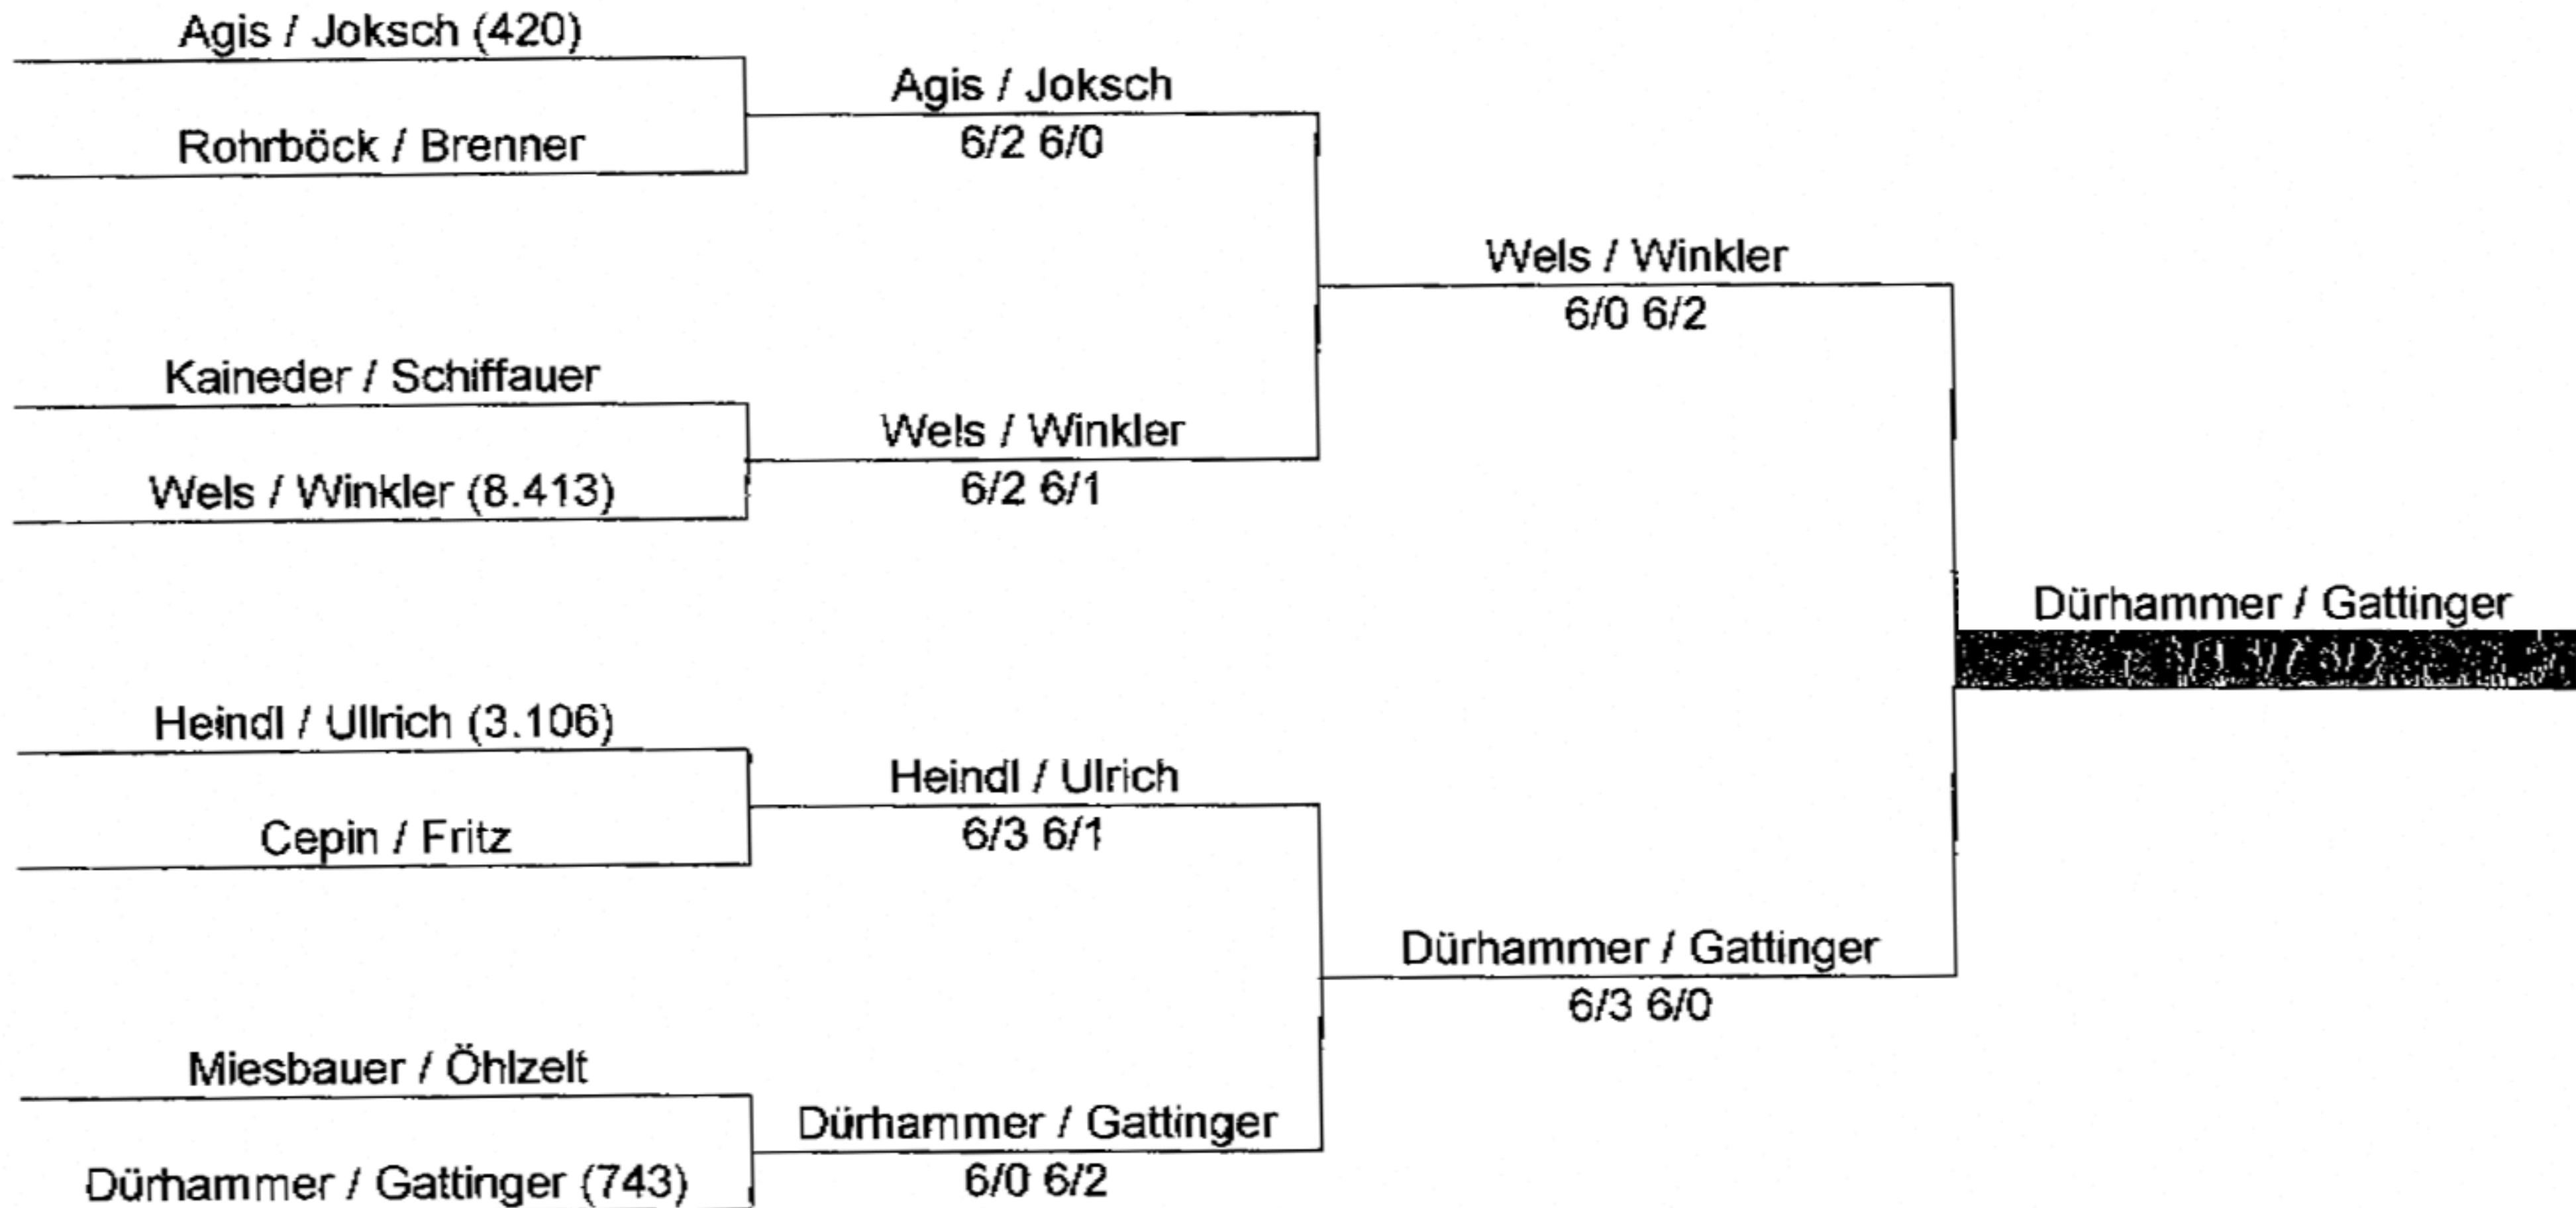 Agis / Joksch (420)
Agis / Joksch
6/2 6/0
Rohrböck / Brenner
Wels / Winkler
6/0 6/2
Kaineder / Schiffauer
Wels / Winkler
6/2 6/1
Wels / Winkler (8.413)
Dürhammer / Gattinger
Heindl / Ullrich (3.106)
Heindl / Ulrich
6/3 6/1
Cepin / Fritz
Dürhammer / Gattinger
6/3 6/0
Miesbauer / Öhlzelt
Dürhammer / Gattinger
6/0 6/2
Dürhammer / Gattinger (743)